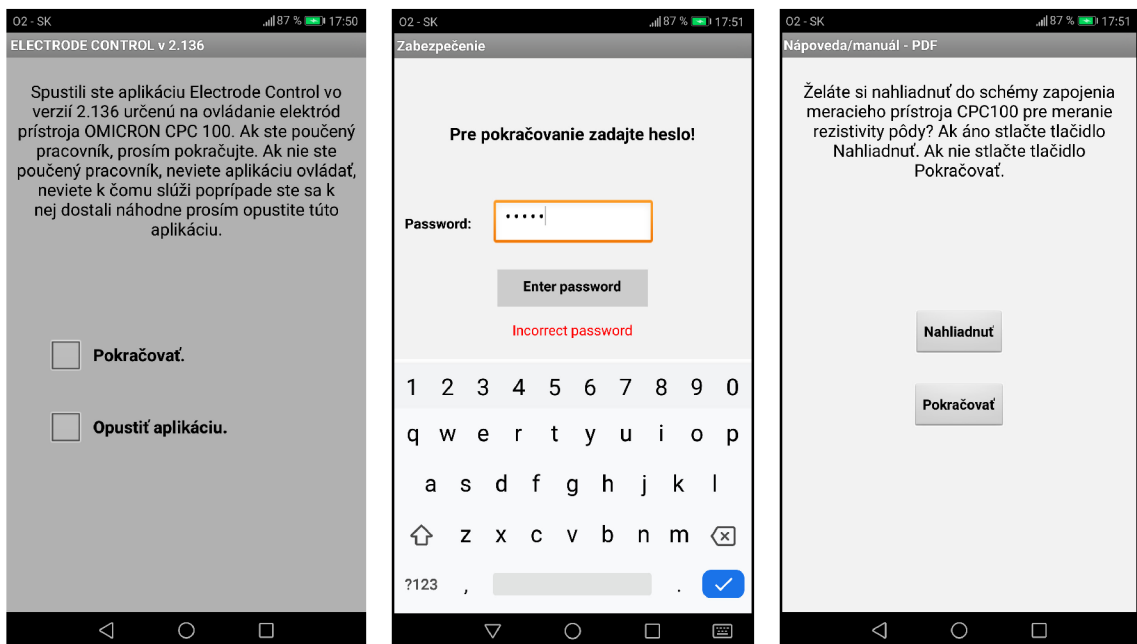 O2 - SK 87 % 17:50
ELECTRODE CONTROL v 2.136
Spustili ste aplikáciu Electrode Control vo
verzií 2.136 určenú na ovládanie elektród
prístroja OMICRON CPC 100. Ak ste poučený
pracovník, prosím pokračujte. Ak nie ste
poučený pracovník, neviete aplikáciu ovládať,
neviete k čomu slúži poprípade ste sa k
nej dostali náhodne prosím opustite túto
aplikáciu.
Pokračovať.
Opustiť aplikáciu.
O2 - SK 87 % 17:51
Zabezpečenie
Pre pokračovanie zadajte heslo!
Password: •••••
Enter password
Incorrect password
1 2 3 4 5 6 7 8 9 0
q w e r t y u i o p
a s d f g h j k l
z x c v b n m
?123 , .
O2 - SK 87 % 17:51
Nápoveda/manuál - PDF
Želáte si nahliadnuť do schémy zapojenia
meracieho prístroja CPC100 pre meranie
rezistivity pôdy? Ak áno stlačte tlačidlo
Nahliadnuť. Ak nie stlačte tlačidlo
Pokračovať.
Nahliadnuť
Pokračovať